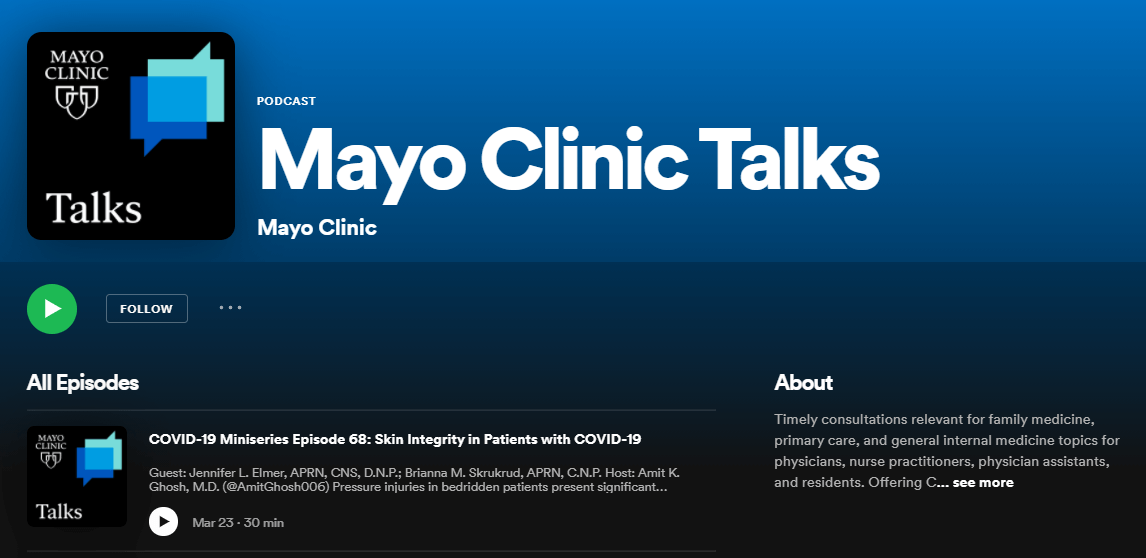 MAYO
CLINIC
Talks
PODCAST
Mayo Clinic Talks
Mayo Clinic
FOLLOW
All Episodes
MAYO
CLINIC
Talks
COVID-19 Miniseries Episode 68: Skin Integrity in Patients with COVID-19
Guest: Jennifer L. Elmer, APRN, CNS, D.N.P.; Brianna M. Skrukrud, APRN, C.N.P. Host: Amit K.
Ghosh, M.D. (@AmitGhosh006) Pressure injuries in bedridden patients present significant...
Mar 23 · 30 min
About
Timely consultations relevant for family medicine,
primary care, and general internal medicine topics for
physicians, nurse practitioners, physician assistants,
and residents. Offering C... see more